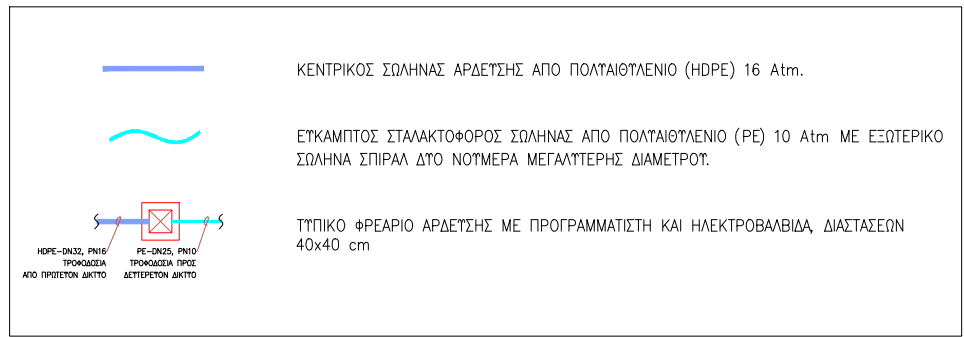 ΚΕΝΤΡΙΚΟΣ ΣΩΛΗΝΑΣ ΑΡΔΕΥΣΗΣ ΑΠΟ ΠΟΛΥΑΙΘΥΛΕΝΙΟ (HDPE) 16 Atm.
ΕΥΚΑΜΠΤΟΣ ΣΤΑΛΑΚΤΟΦΟΡΟΣ ΣΩΛΗΝΑΣ ΑΠΟ ΠΟΛΥΑΙΘΥΛΕΝΙΟ (PE) 10 Atm ΜΕ ΕΞΩΤΕΡΙΚΟ
ΣΩΛΗΝΑ ΣΠΙΡΑΛ ΔΥΟ ΝΟΥΜΕΡΑ ΜΕΓΑΛΥΤΕΡΗΣ ΔΙΑΜΕΤΡΟΥ.
ΤΥΠΙΚΟ ΦΡΕΑΡΙΟ ΑΡΔΕΥΣΗΣ ΜΕ ΠΡΟΓΡΑΜΜΑΤΙΣΤΗ ΚΑΙ ΗΛΕΚΤΡΟΒΑΛΒΙΔΑ, ΔΙΑΣΤΑΣΕΩΝ
40x40 cm
HDPE-DN32, PN16
ΤΡΟΦΟΔΟΣΙΑ
ΑΠΟ ΠΡΩΤΕΥΟΝ ΔΙΚΤΥΟ
PE-DN25, PN10
ΤΡΟΦΟΔΟΣΙΑ ΠΡΟΣ
ΔΕΥΤΕΡΕΥΟΝ ΔΙΚΤΥΟ